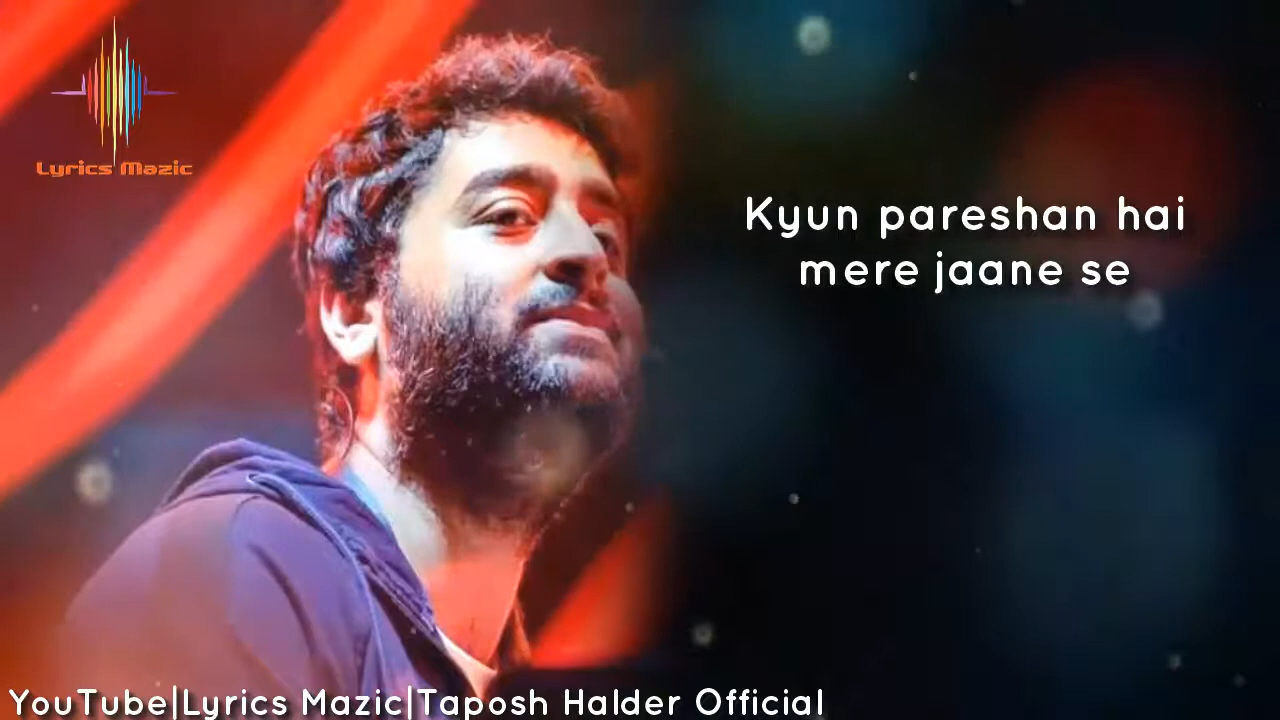 Lyrics Mazic
Kyun pareshan hai
mere jaane se
YouTube|Lyrics Mazic|Taposh Halder Official